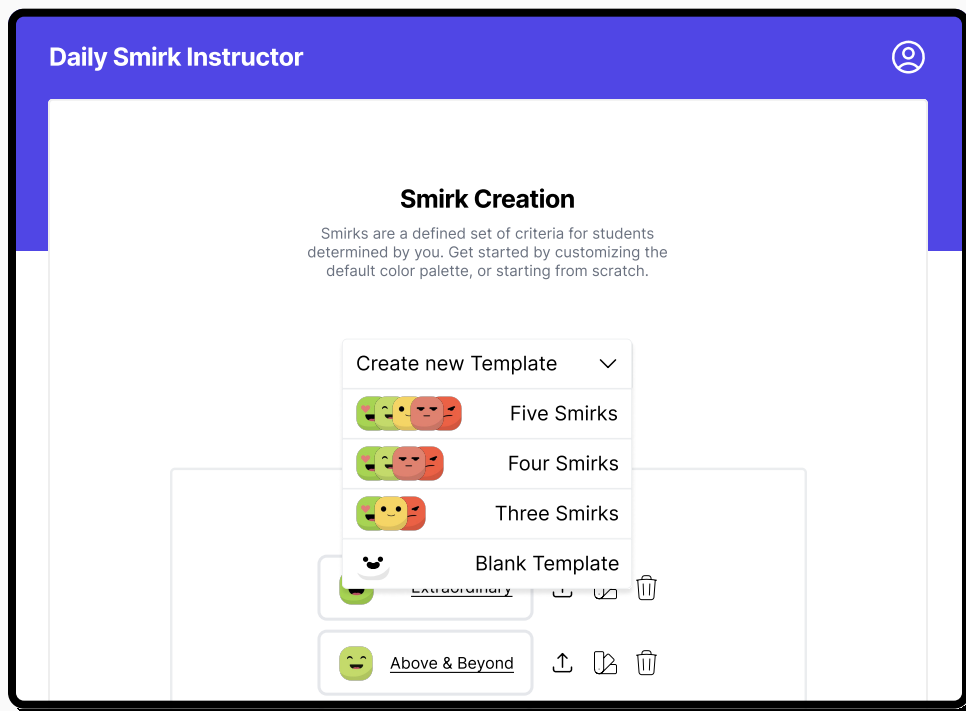 Daily Smirk Instructor
Smirk Creation
Smirks are a defined set of criteria for students
determined by you. Get started by customizing the
default color palette, or starting from scratch.
Create new Template
Five Smirks
Four Smirks
Three Smirks
Blank Template
Extraordinary
Above & Beyond